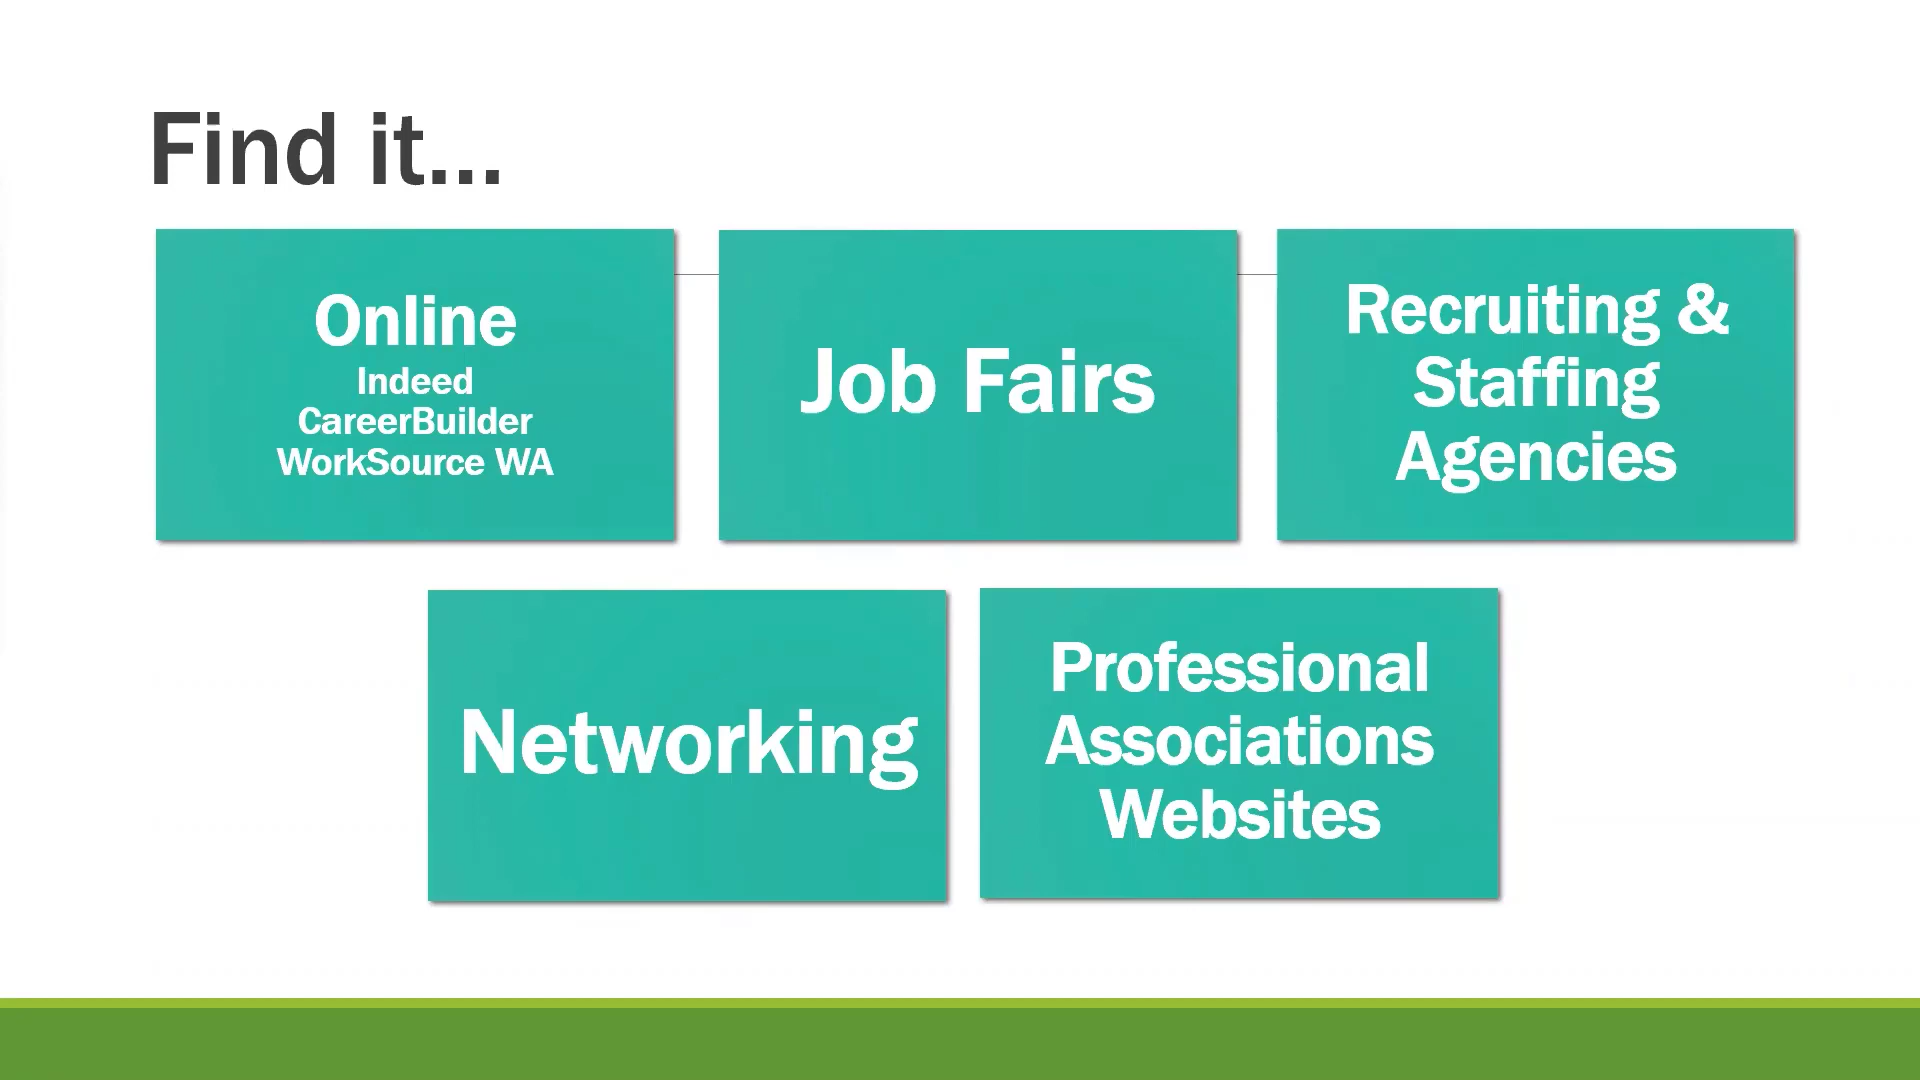 Find it...
Online
Indeed
CareerBuilder
WorkSource WA
Job Fairs
Recruiting &
Staffing
Agencies
Networking
Professional
Associations
Websites